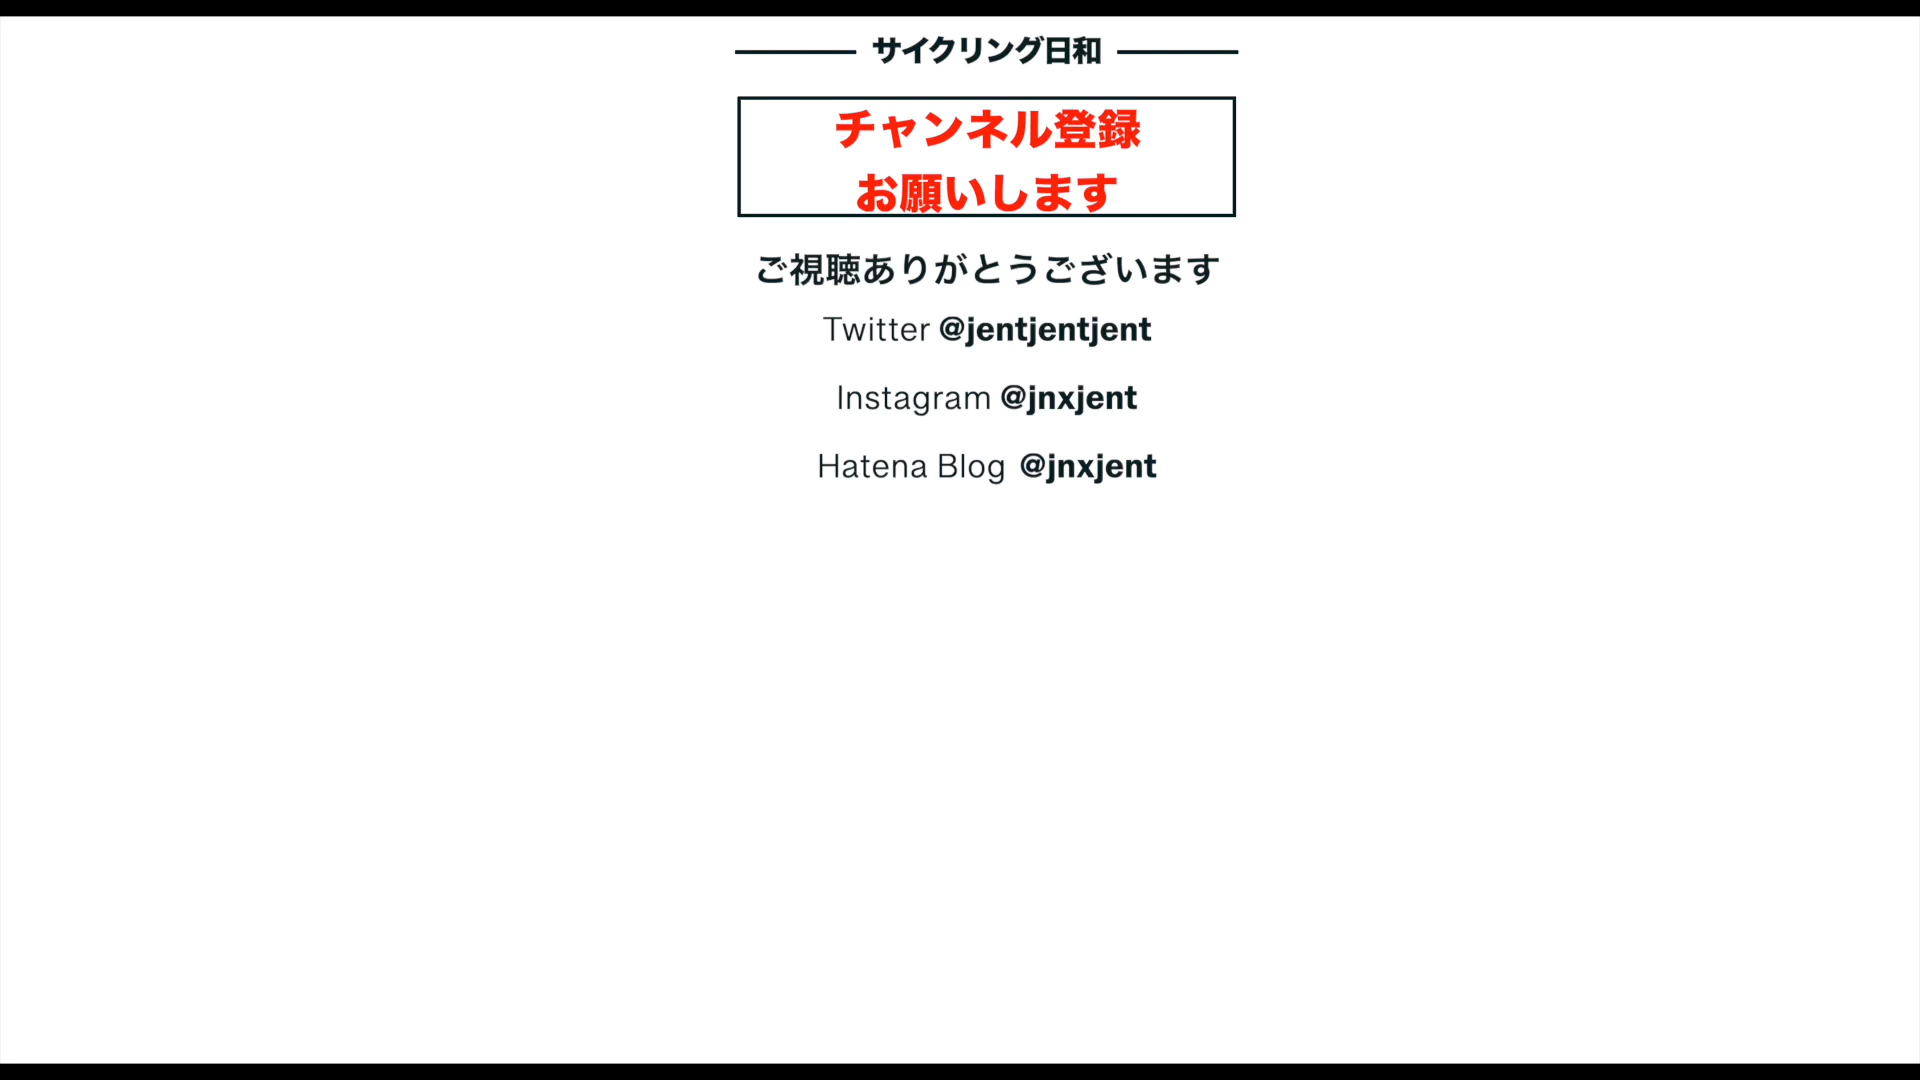 サイクリング日和
チャンネル登録
お願いします
ご視聴ありがとうございます
Twitter @jentjentjent
Instagram @jnxjent
Hatena Blog @jnxjent